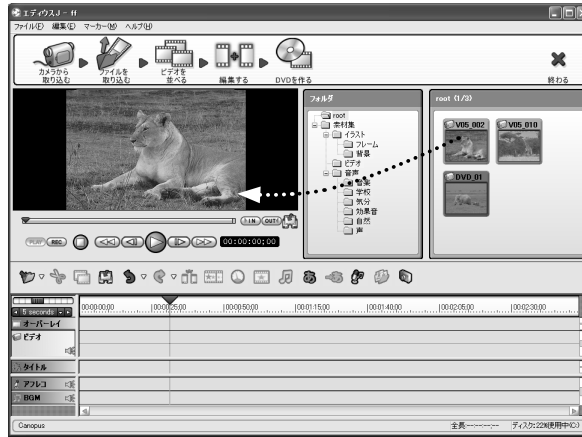 エディウスJ - ff
ファイル(F) 編集(E) マーカー(M) ヘルプ(H)
カメラから
取り込む
ファイルを
取り込む
ビデオを
並べる
編集する
DVDを作る
終わる
フォルダ
root
素材集
イラスト
フレーム
背景
ビデオ
音声
音楽
学校
気分
効果音
自然
声
root (1/3)
V05_002
V05_010
DVD_01
IN OUT
PLAY REC 00:00:00;00
5 seconds
00:00:00;00 00:00:25;00 00:00:50;00 00:01:15;00 00:01:40;00 00:02:05;00 00:02:30;00
オーバーレイ
ビデオ
タイトル
アフレコ
BGM
Canopus 全長--:--:--;-- ディスク:22%使用中(C:)